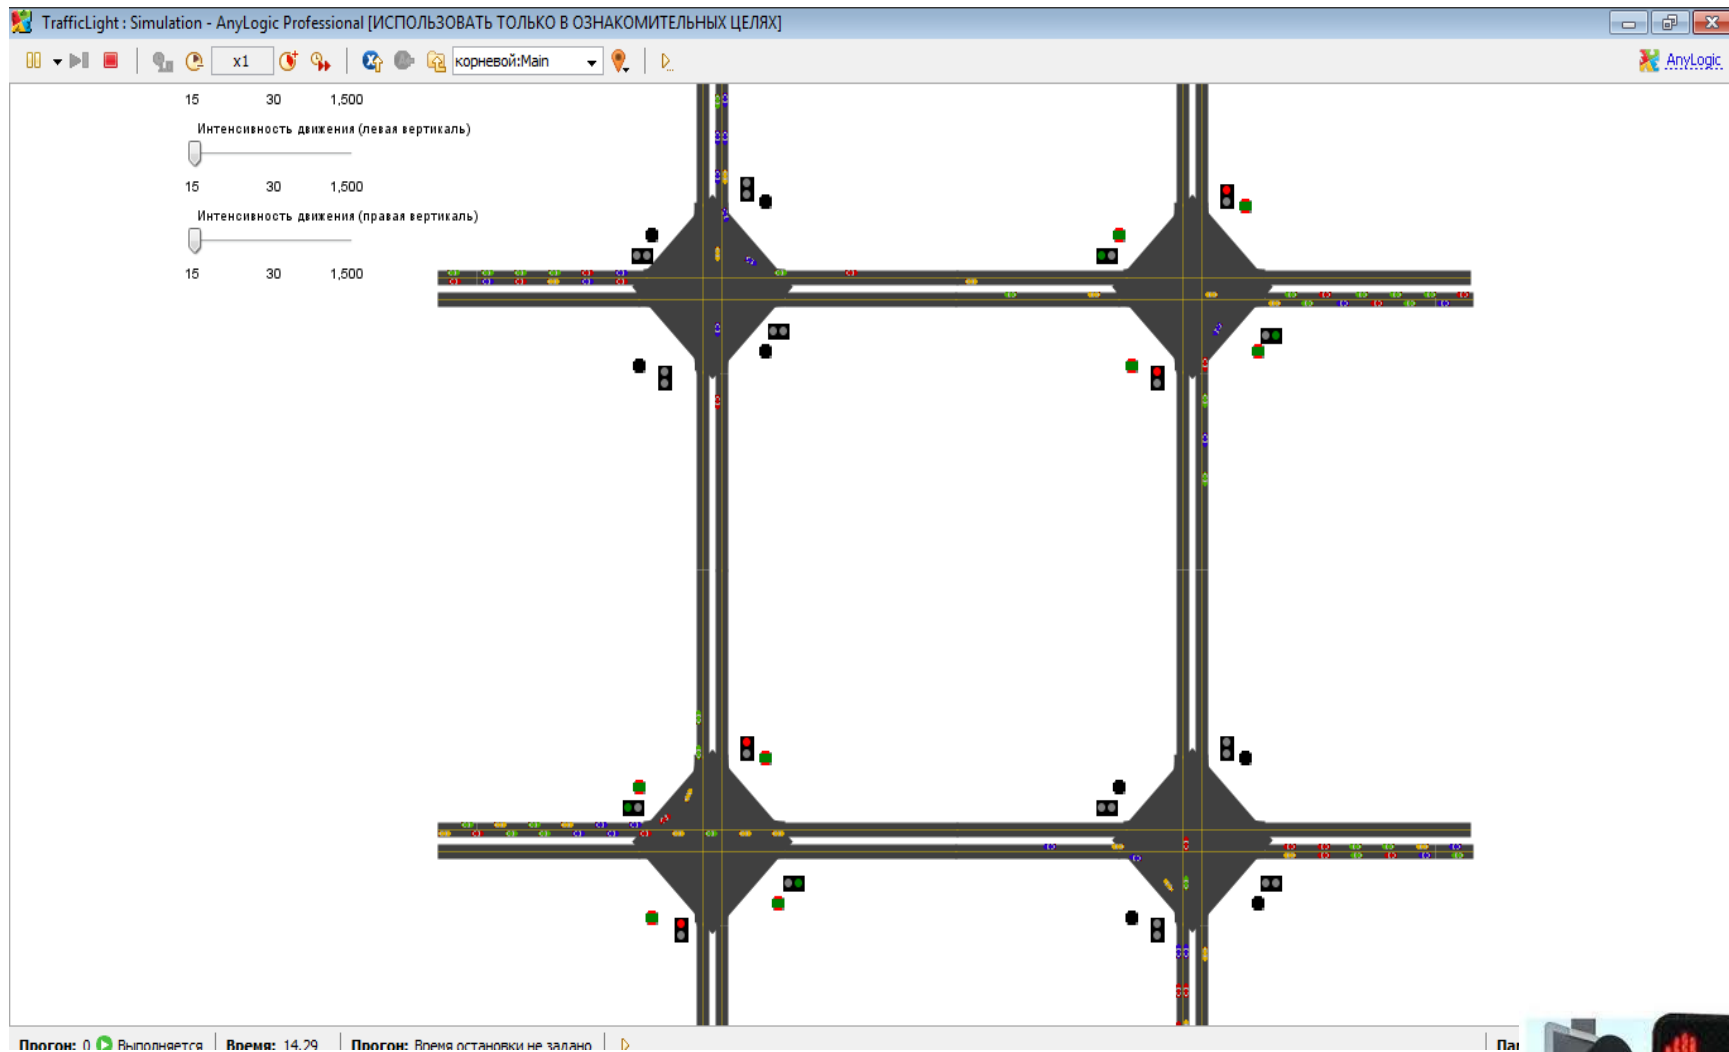 TrafficLight : Simulation - AnyLogic Professional [ИСПОЛЬЗОВАТЬ ТОЛЬКО В ОЗНАКОМИТЕЛЬНЫХ ЦЕЛЯХ]
x1 корневой:Main AnyLogic
15 30 1,500
Интенсивность движения (левая вертикаль)
15 30 1,500
Интенсивность движения (правая вертикаль)
15 30 1,500
Прогон: 0 Выполняется Время: 14.29 Прогон: Время остановки не задано